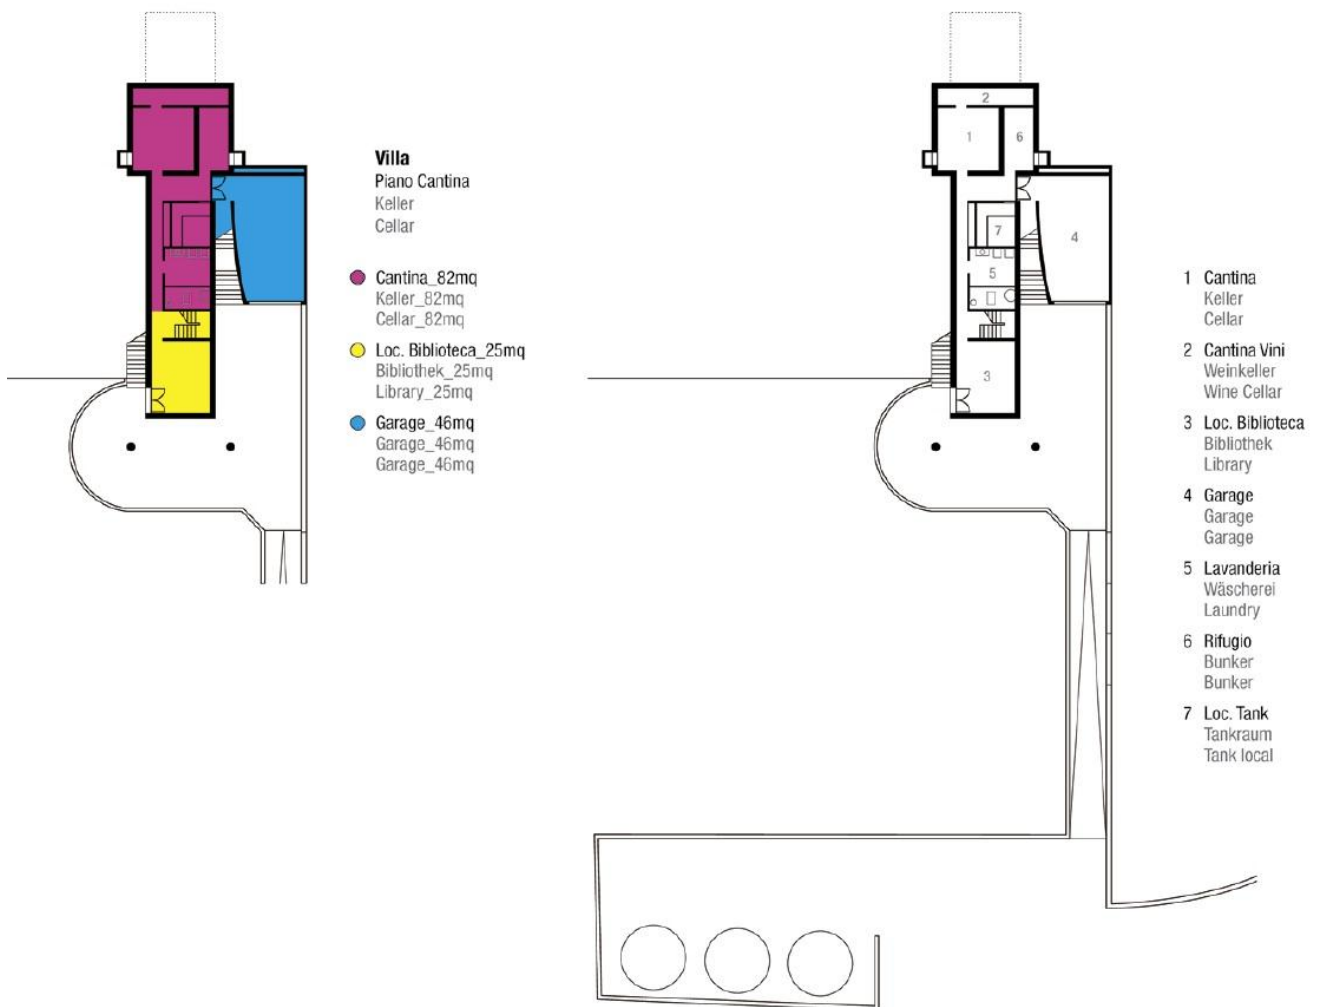 Villa
Piano Cantina
Keller
Cellar
Cantina_82mq
Keller_82mq
Cellar_82mq
Loc. Biblioteca_25mq
Bibliothek_25mq
Library_25mq
Garage_46mq
Garage_46mq
Garage_46mq
2
1
6
7
4
5
3
1 Cantina
Keller
Cellar
2 Cantina Vini
Weinkeller
Wine Cellar
3 Loc. Biblioteca
Bibliothek
Library
4 Garage
Garage
Garage
5 Lavanderia
Wäscherei
Laundry
6 Rifugio
Bunker
Bunker
7 Loc. Tank
Tankraum
Tank local